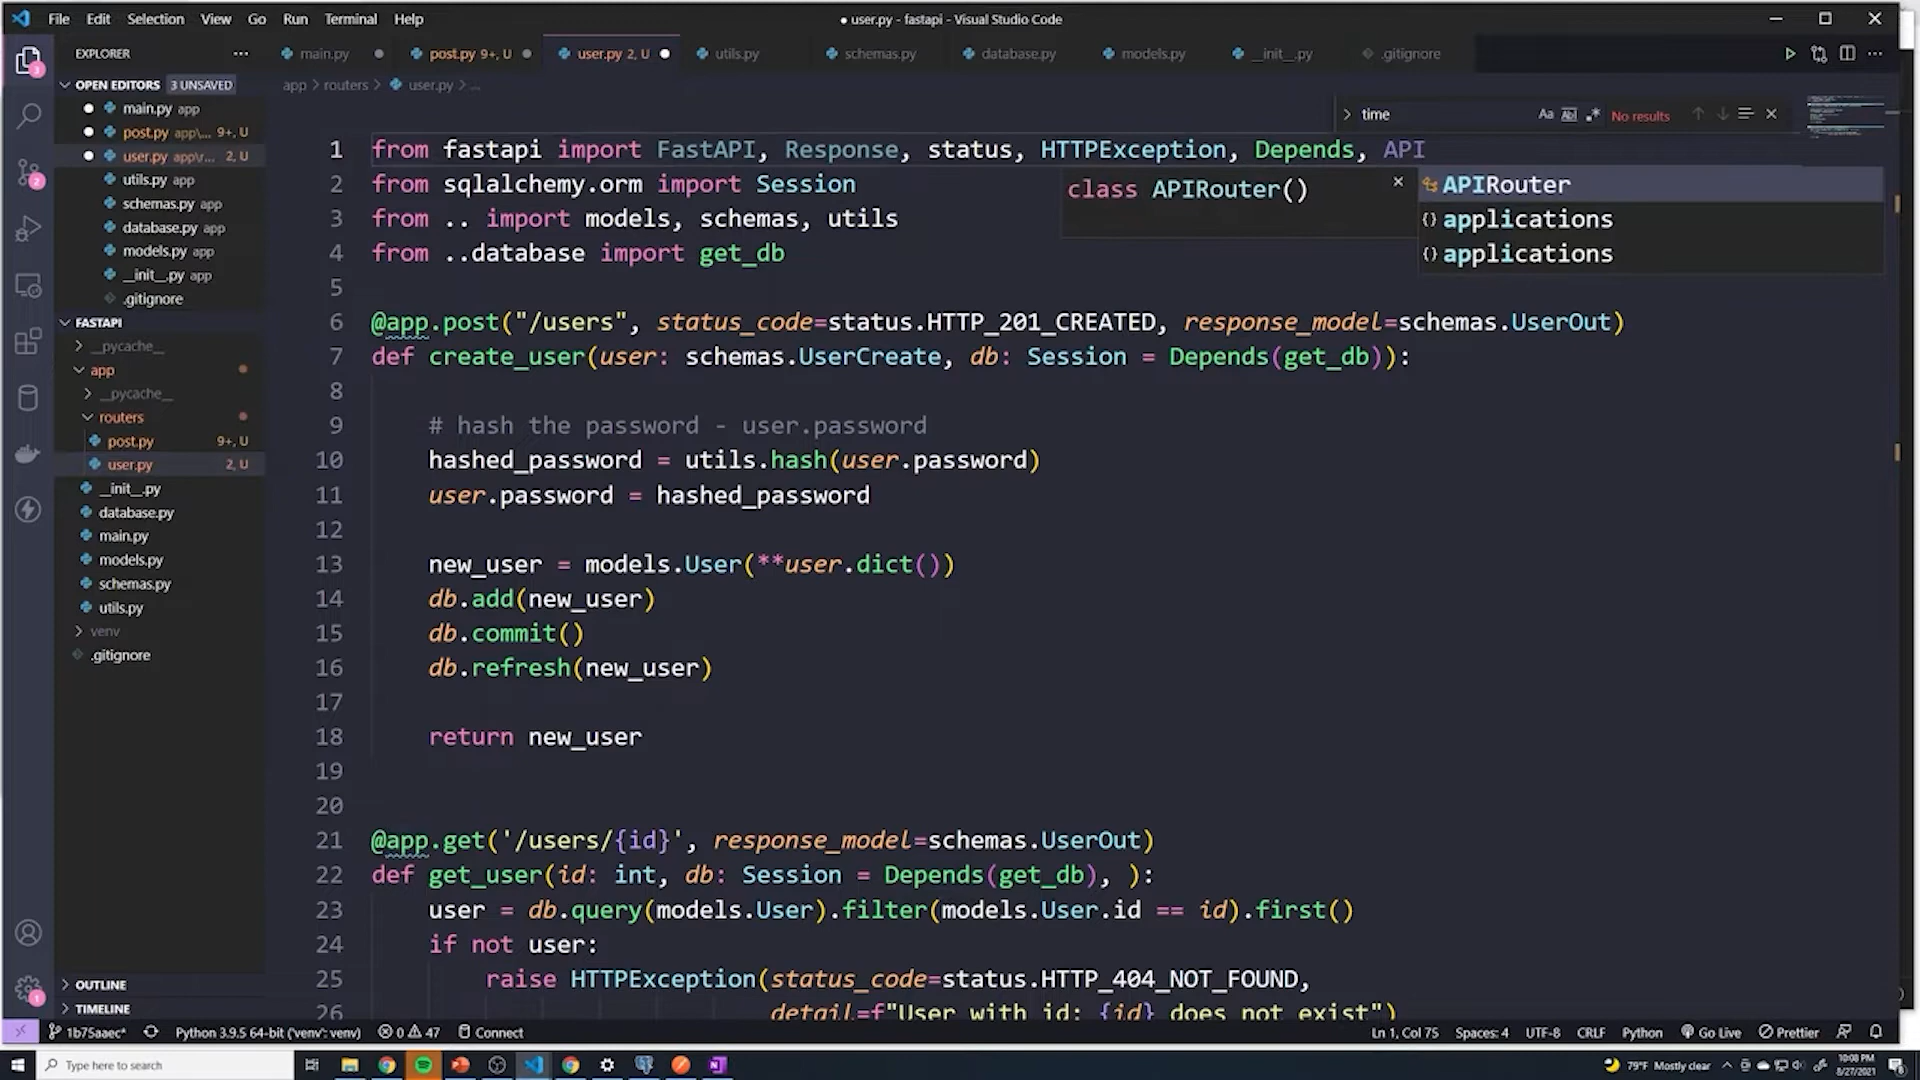 File Edit Selection View Go Run Terminal Help
● user.py - fastapi - Visual Studio Code
EXPLORER
main.py
post.py 9+, U
user.py 2, U
utils.py
schemas.py
database.py
models.py
__init__.py
.gitignore
OPEN EDITORS 3 UNSAVED
app > routers > user.py > ...
main.py app
post.py app\... 9+, U
user.py app\r... 2, U
utils.py app
schemas.py app
database.py app
models.py app
__init__.py app
.gitignore
FASTAPI
__pycache__
app
__pycache__
routers
post.py 9+, U
user.py 2, U
__init__.py
database.py
main.py
models.py
schemas.py
utils.py
venv
.gitignore
OUTLINE
TIMELINE
time Aa Ab .* No results
1 from fastapi import FastAPI, Response, status, HTTPException, Depends, API
2 from sqlalchemy.orm import Session
3 from .. import models, schemas, utils
4 from ..database import get_db
5
class APIRouter()
APIRouter
applications
applications
6 @app.post("/users", status_code=status.HTTP_201_CREATED, response_model=schemas.UserOut)
7 def create_user(user: schemas.UserCreate, db: Session = Depends(get_db)):
8
9 # hash the password - user.password
10 hashed_password = utils.hash(user.password)
11 user.password = hashed_password
12
13 new_user = models.User(**user.dict())
14 db.add(new_user)
15 db.commit()
16 db.refresh(new_user)
17
18 return new_user
19
20
21 @app.get('/users/{id}', response_model=schemas.UserOut)
22 def get_user(id: int, db: Session = Depends(get_db), ):
23 user = db.query(models.User).filter(models.User.id == id).first()
24 if not user:
25 raise HTTPException(status_code=status.HTTP_404_NOT_FOUND,
26 detail=f"User with id: {id} does not exist")
3
2
1
1b75aaec* Python 3.9.5 64-bit ('venv': venv) 0 47 Connect
Ln 1, Col 75 Spaces: 4 UTF-8 CRLF Python Go Live Prettier
Type here to search
79°F Mostly clear
10:08 PM
8/27/2021